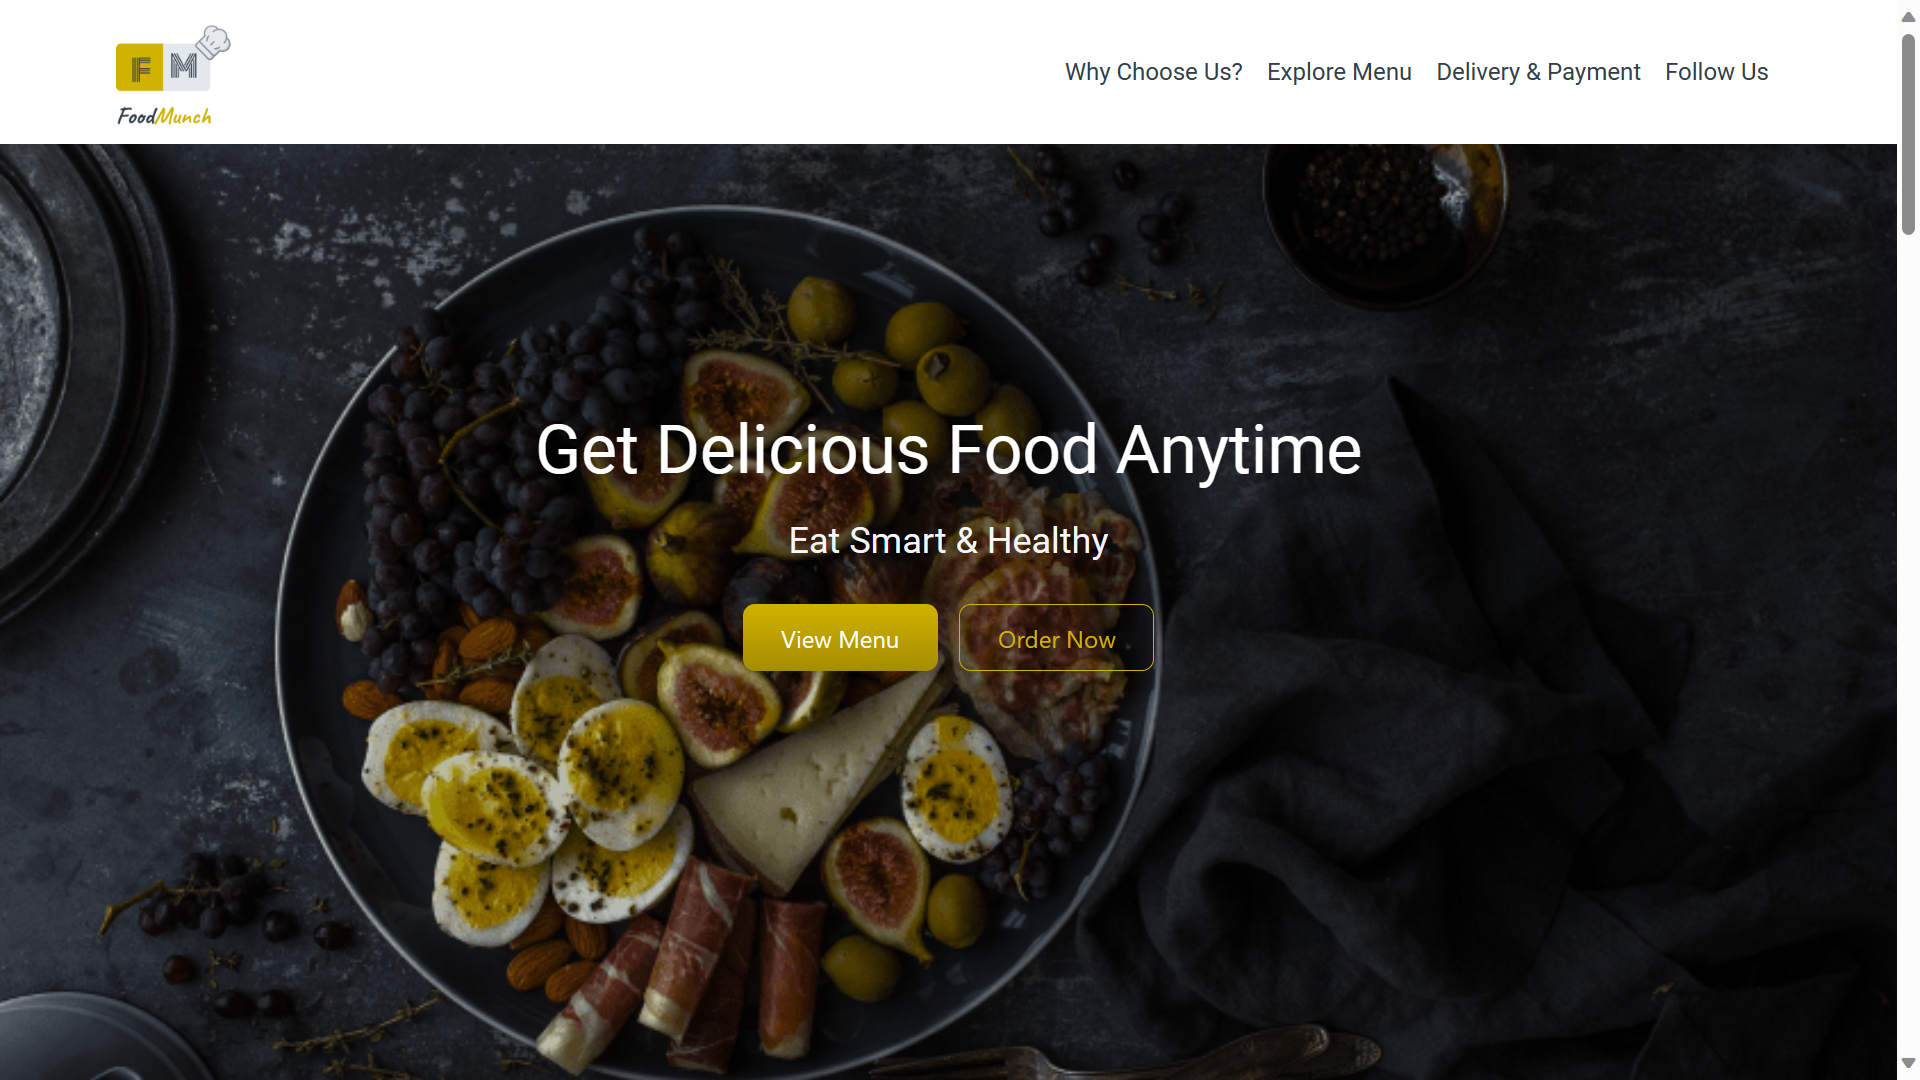 F M
FoodMunch
Why Choose Us? Explore Menu Delivery & Payment Follow Us
Get Delicious Food Anytime
Eat Smart & Healthy
View Menu Order Now